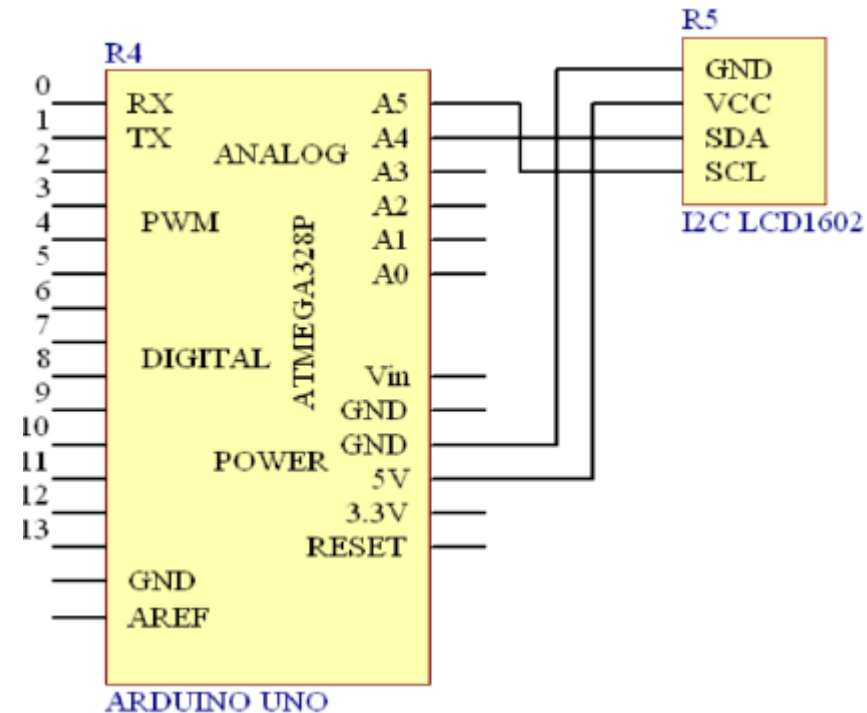 R4
0
1
2
3
4
5
6
7
8
9
10
11
12
13
RX
TX
ANALOG
PWM
ATMEGA328P
DIGITAL
POWER
GND
AREF
A5
A4
A3
A2
A1
A0
Vin
GND
GND
5V
3.3V
RESET
ARDUINO UNO
R5
GND
VCC
SDA
SCL
I2C LCD1602